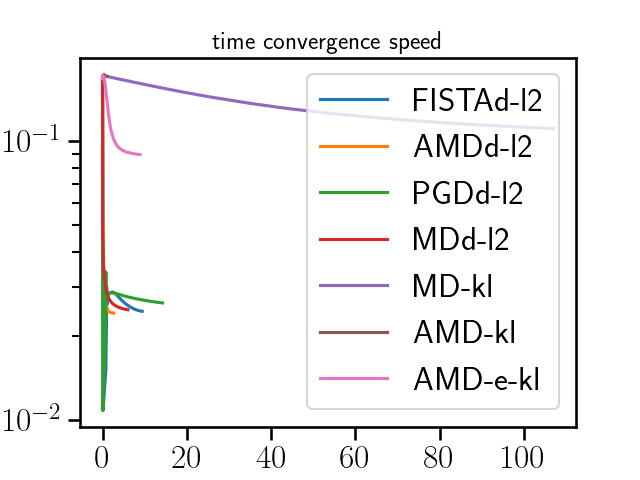 time convergence speed
10⁻¹
10⁻²
0 20 40 60 80 100
FISTAd-l2
AMDd-l2
PGDd-l2
MDd-l2
MD-kl
AMD-kl
AMD-e-kl